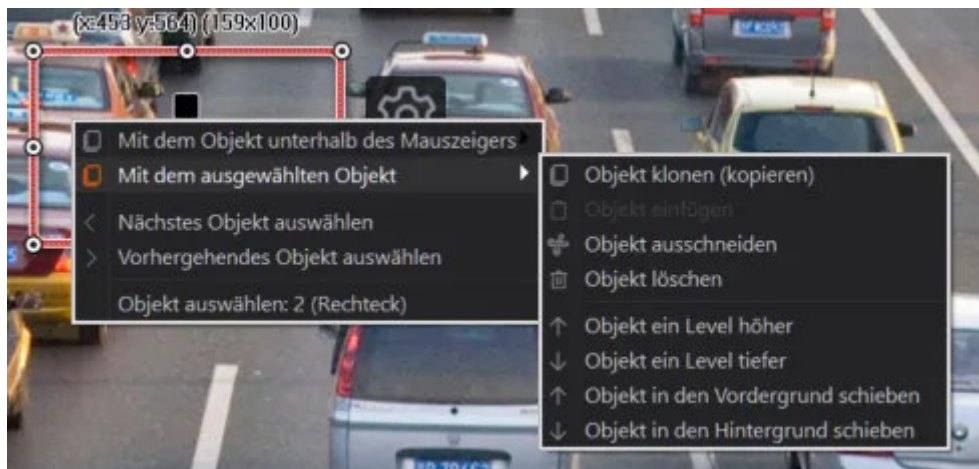 (x:453 y:564) (159x100)
Mit dem Objekt unterhalb des Mauszeigers
Mit dem ausgewählten Objekt
Nächstes Objekt auswählen
Vorhergehendes Objekt auswählen
Objekt auswählen: 2 (Rechteck)
Objekt klonen (kopieren)
Objekt einfügen
Objekt ausschneiden
Objekt löschen
Objekt ein Level höher
Objekt ein Level tiefer
Objekt in den Vordergrund schieben
Objekt in den Hintergrund schieben